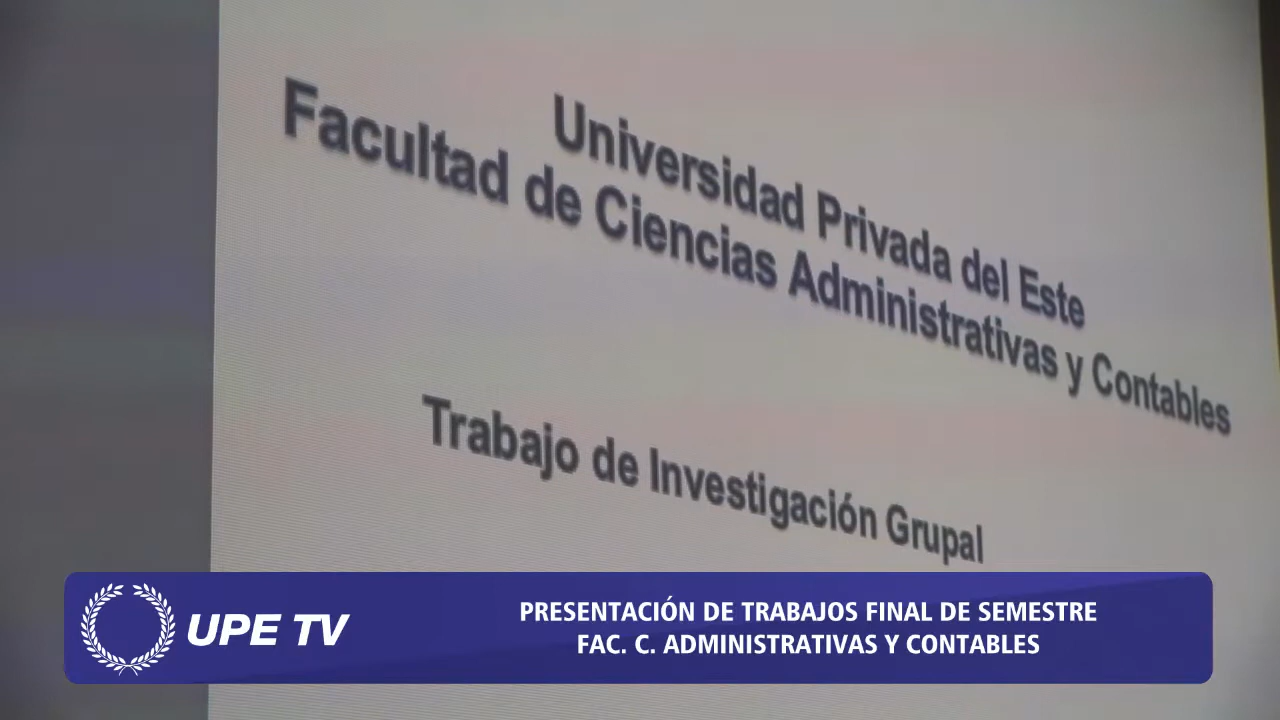 Universidad Privada del Este
Facultad de Ciencias Administrativas y Contables
Trabajo de Investigación Grupal
UPE TV
PRESENTACIÓN DE TRABAJOS FINAL DE SEMESTRE
FAC. C. ADMINISTRATIVAS Y CONTABLES